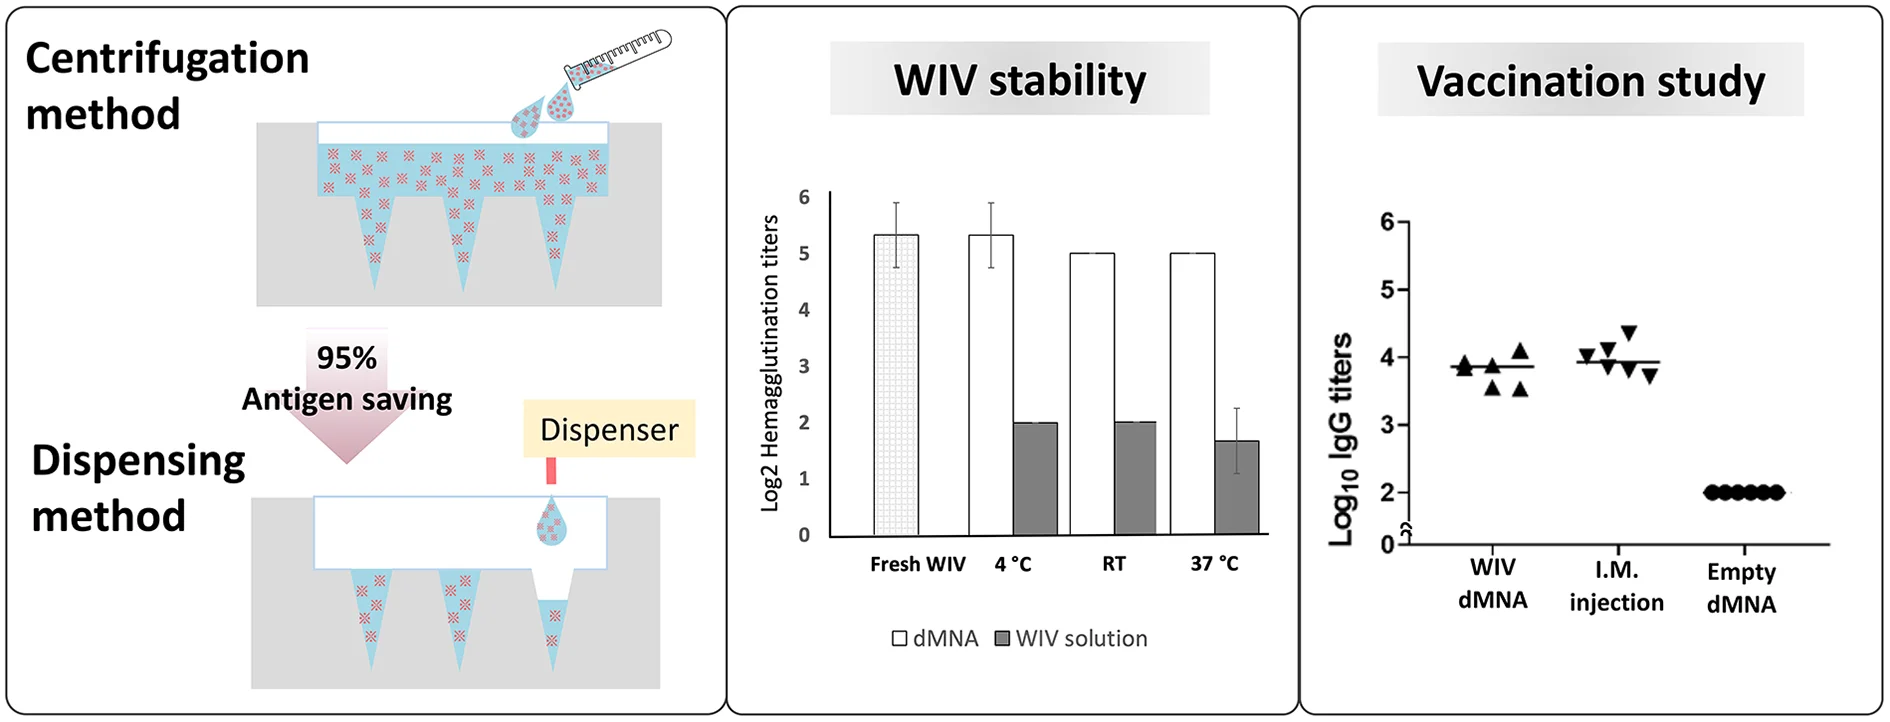 Centrifugation
method
95%
Antigen saving
Dispensing
method
Dispenser
WIV stability
Log2 Hemagglutination titers
6
5
4
3
2
1
0
Fresh WIV
4 °C
RT
37 °C
dMNA
WIV solution
Vaccination study
Log10 IgG titers
6
5
4
3
2
0
WIV
dMNA
I.M.
injection
Empty
dMNA